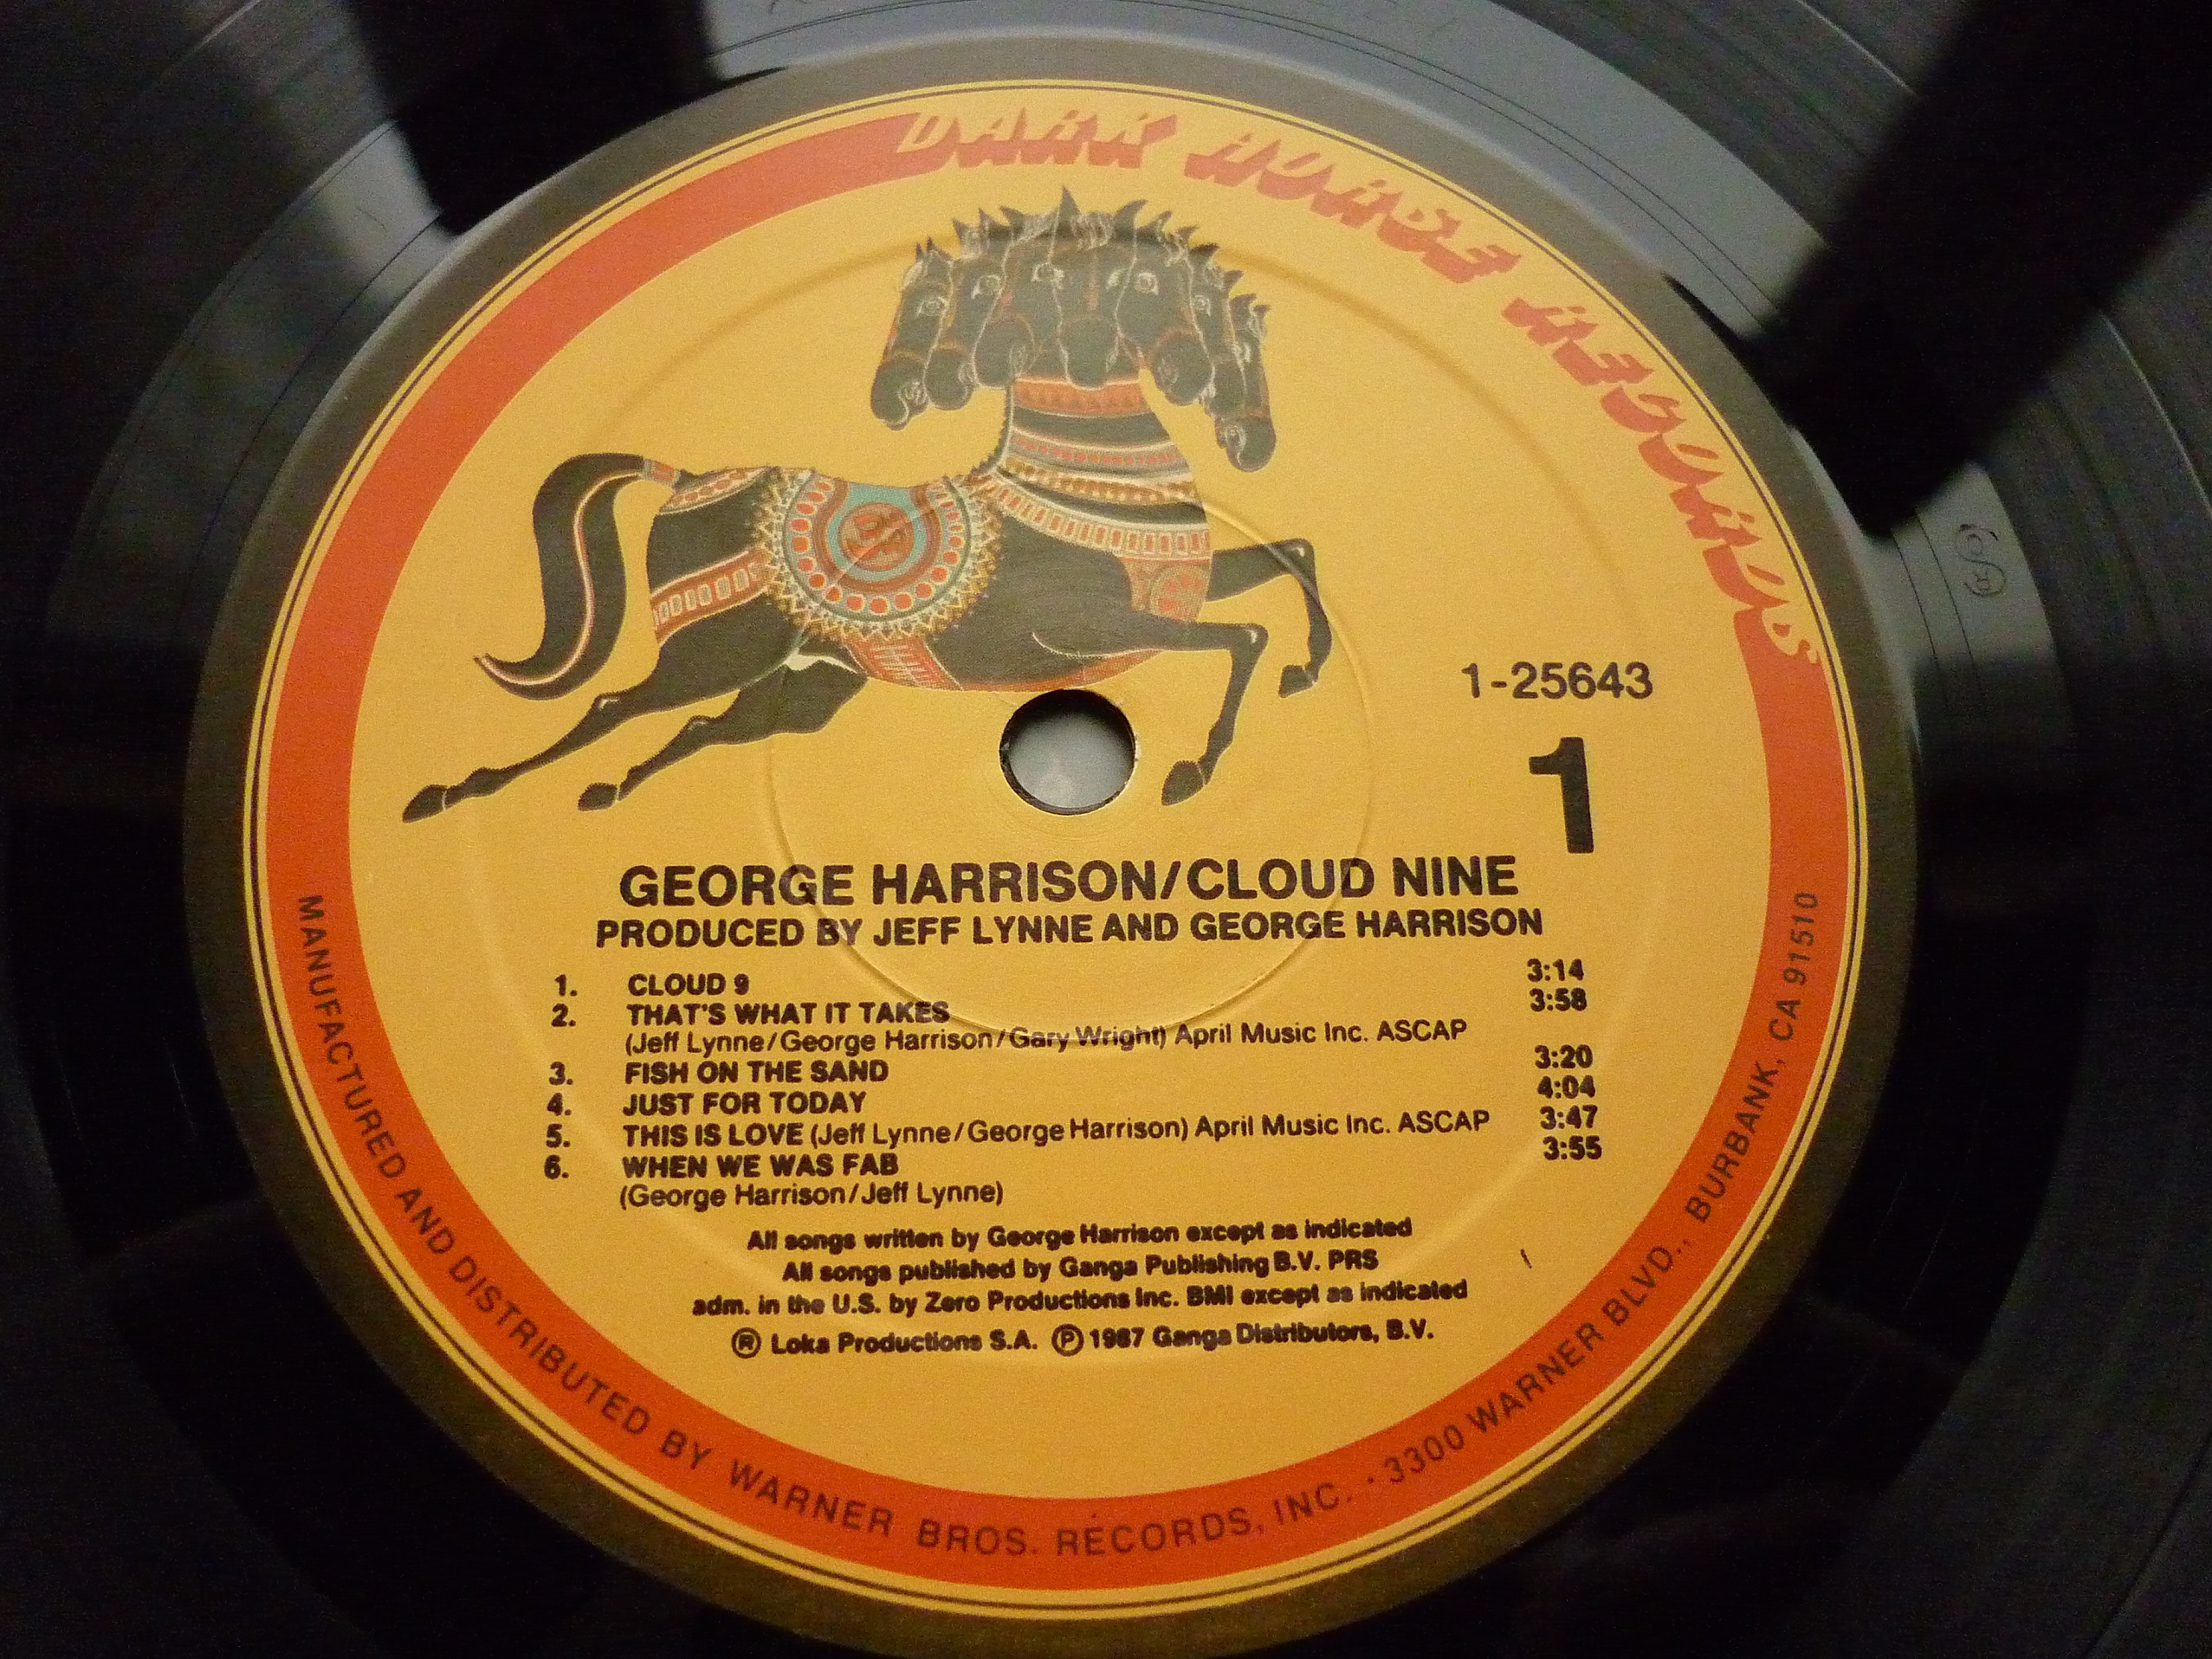 DARK HORSE RECORDS
1-25643
1
GEORGE HARRISON/CLOUD NINE
PRODUCED BY JEFF LYNNE AND GEORGE HARRISON
1. CLOUD 9 3:14
2. THAT'S WHAT IT TAKES 3:58
(Jeff Lynne/George Harrison/Gary Wright) April Music Inc. ASCAP
3. FISH ON THE SAND 3:20
4. JUST FOR TODAY 4:04
5. THIS IS LOVE (Jeff Lynne/George Harrison) April Music Inc. ASCAP 3:47
6. WHEN WE WAS FAB 3:55
(George Harrison/Jeff Lynne)
All songs written by George Harrison except as indicated
All songs published by Ganga Publishing B.V. PRS
adm. in the U.S. by Zero Productions Inc. BMI except as indicated
Ⓡ Loka Productions S.A. Ⓟ 1987 Ganga Distributors, B.V.
MANUFACTURED AND DISTRIBUTED BY WARNER BROS. RECORDS, INC. · 3300 WARNER BLVD., BURBANK, CA 91510